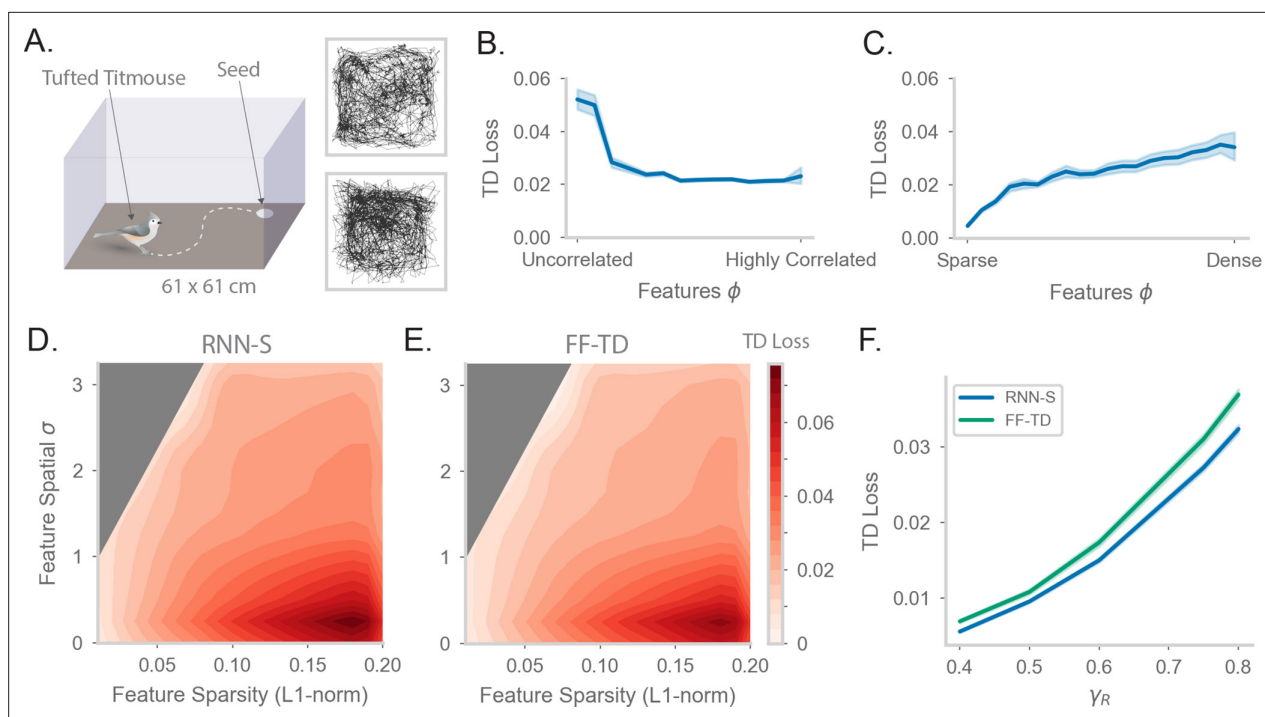 A.
Tufted Titmouse
Seed
61 x 61 cm
B.
TD Loss
0.06
0.04
0.02
0.00
Uncorrelated
Highly Correlated
Features ϕ
C.
TD Loss
0.06
0.04
0.02
0.00
Sparse
Dense
Features ϕ
D.
RNN-S
Feature Spatial σ
3
2
1
0
0.05
0.10
0.15
0.20
Feature Sparsity (L1-norm)
E.
FF-TD
3
2
1
0
0.05
0.10
0.15
0.20
Feature Sparsity (L1-norm)
TD Loss
0.06
0.04
0.02
0
F.
RNN-S
FF-TD
TD Loss
0.03
0.02
0.01
0.4
0.5
0.6
0.7
0.8
γR